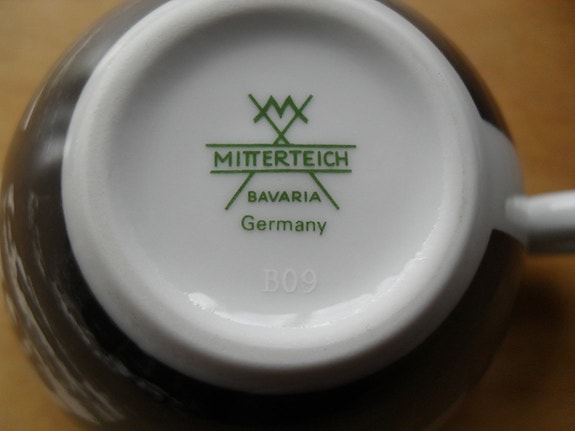 M
MITTERTEICH
BAVARIA
Germany
B09